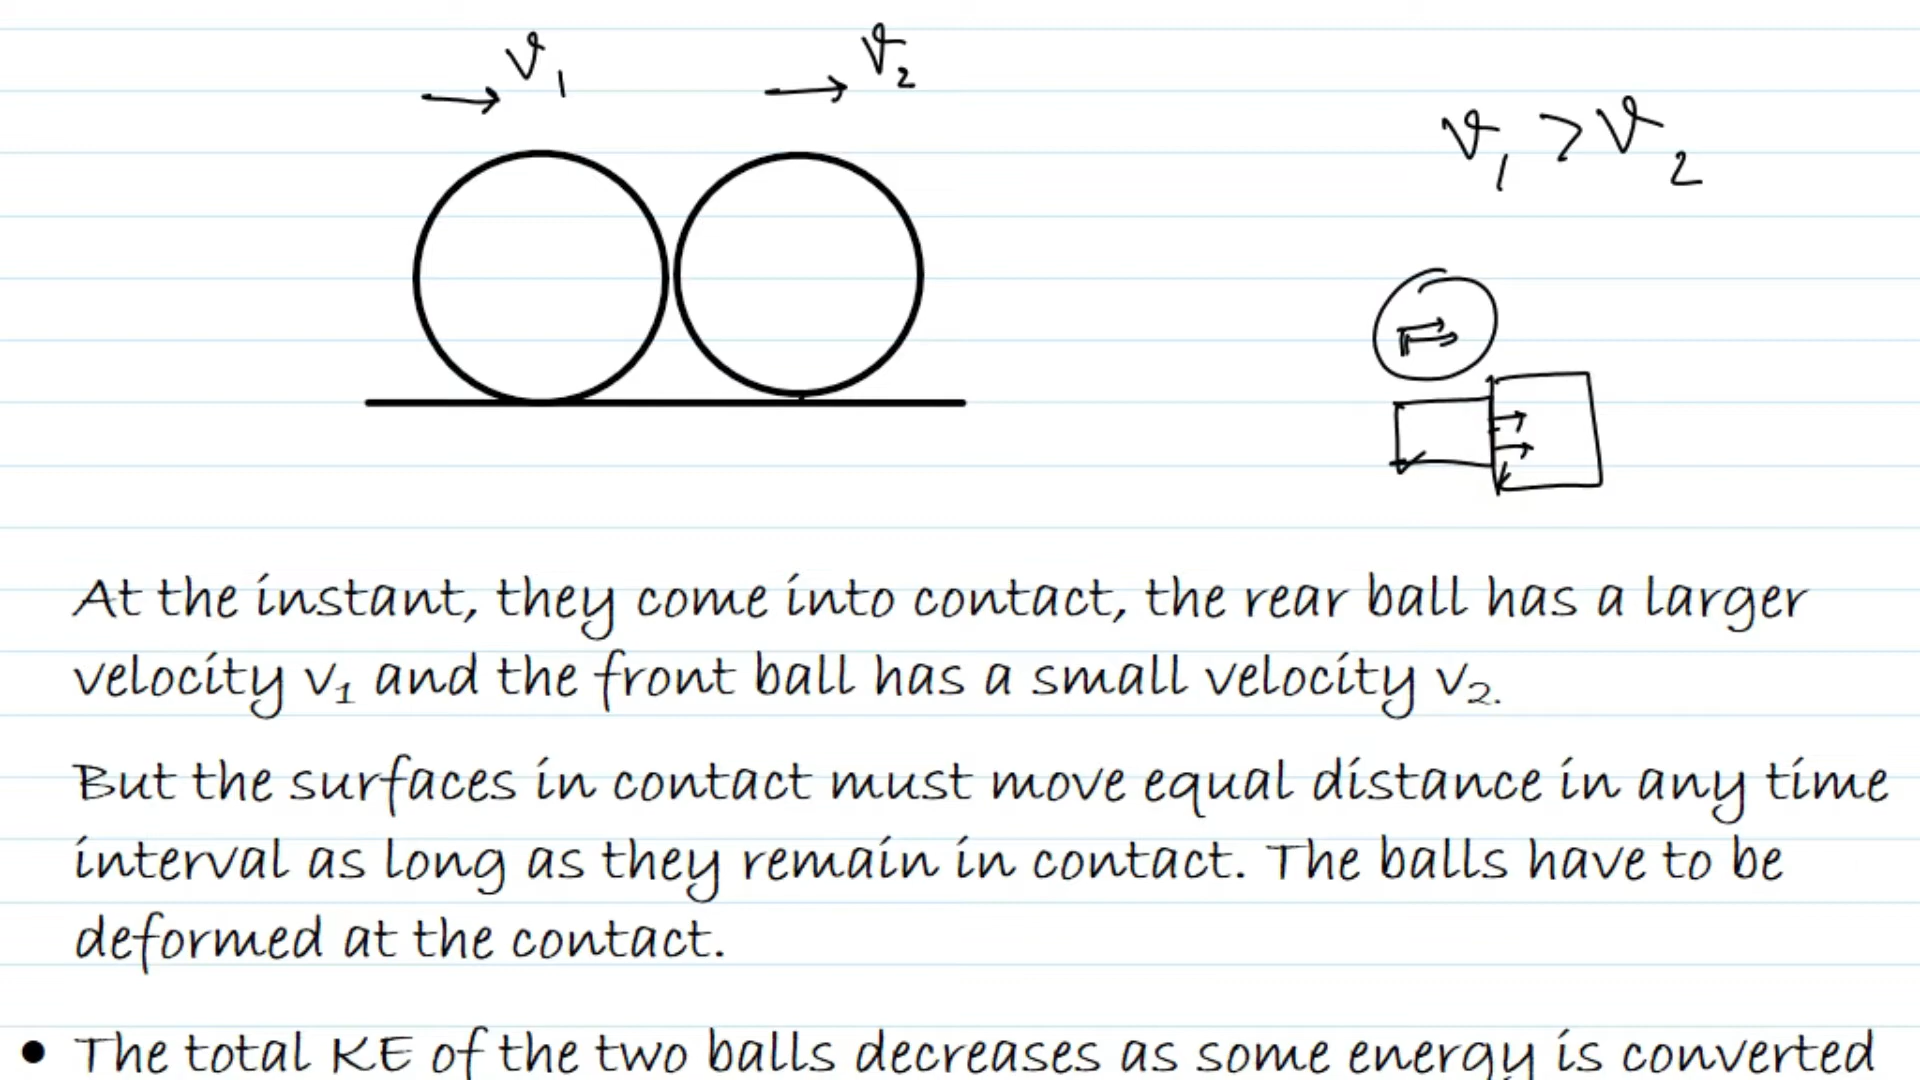 v₁ v₂
v₁ > v₂
At the instant, they come into contact, the rear ball has a larger
velocity v₁ and the front ball has a small velocity v₂.
But the surfaces in contact must move equal distance in any time
interval as long as they remain in contact. The balls have to be
deformed at the contact.
• The total KE of the two balls decreases as some energy is converted